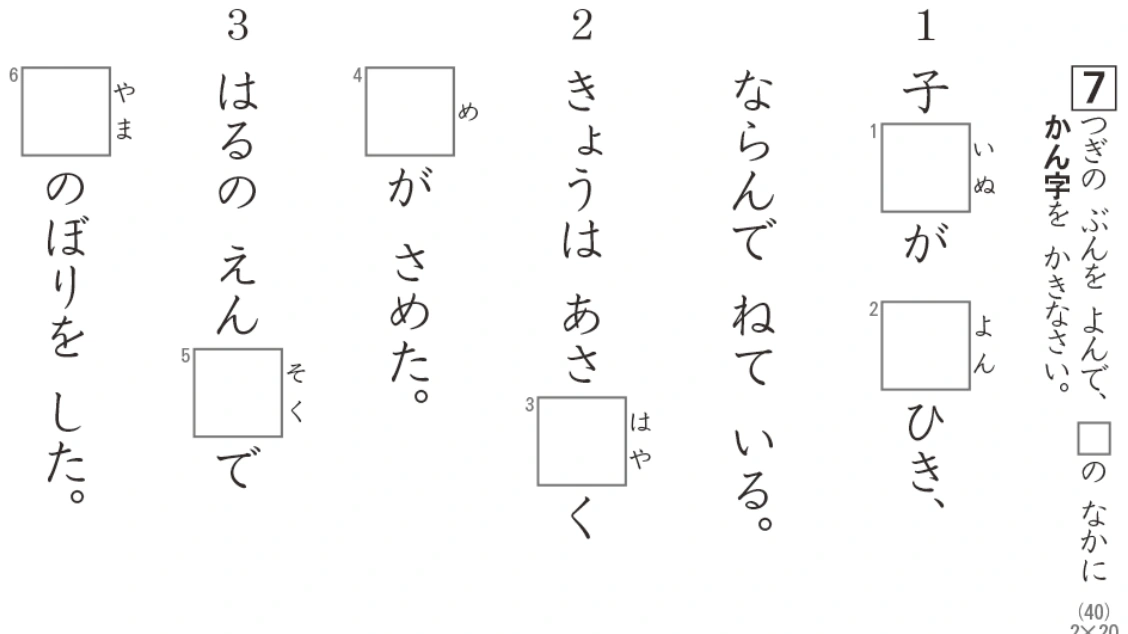 7 つぎの ぶんを よんで、□の なかに
かん字を かきなさい。
(40)
2×20
1 子□が □ひき、
1 いぬ
2 よん
ならんで ねて いる。
2 きょうは あさ□く
3 はや
□が さめた。
4 め
3 はるの えん□で
5 そく
□のぼりを した。
6 やま